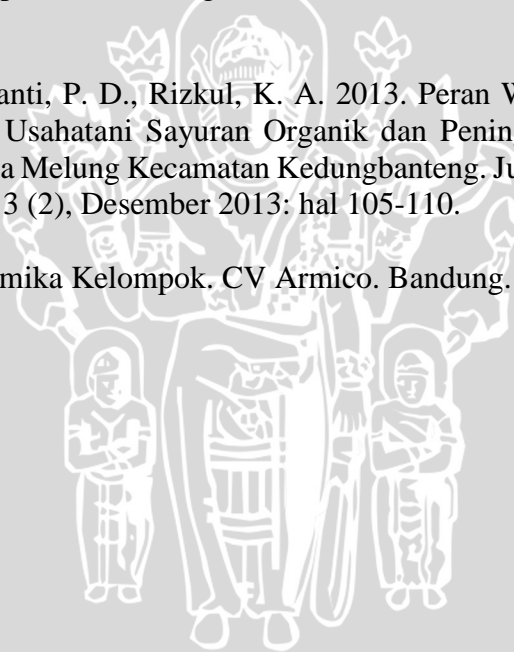 anti, P. D., Rizkul, K. A. 2013. Peran W
Usahatani Sayuran Organik dan Penin
a Melung Kecamatan Kedungbanteng. Ju
3 (2), Desember 2013: hal 105-110.
mika Kelompok. CV Armico. Bandung.